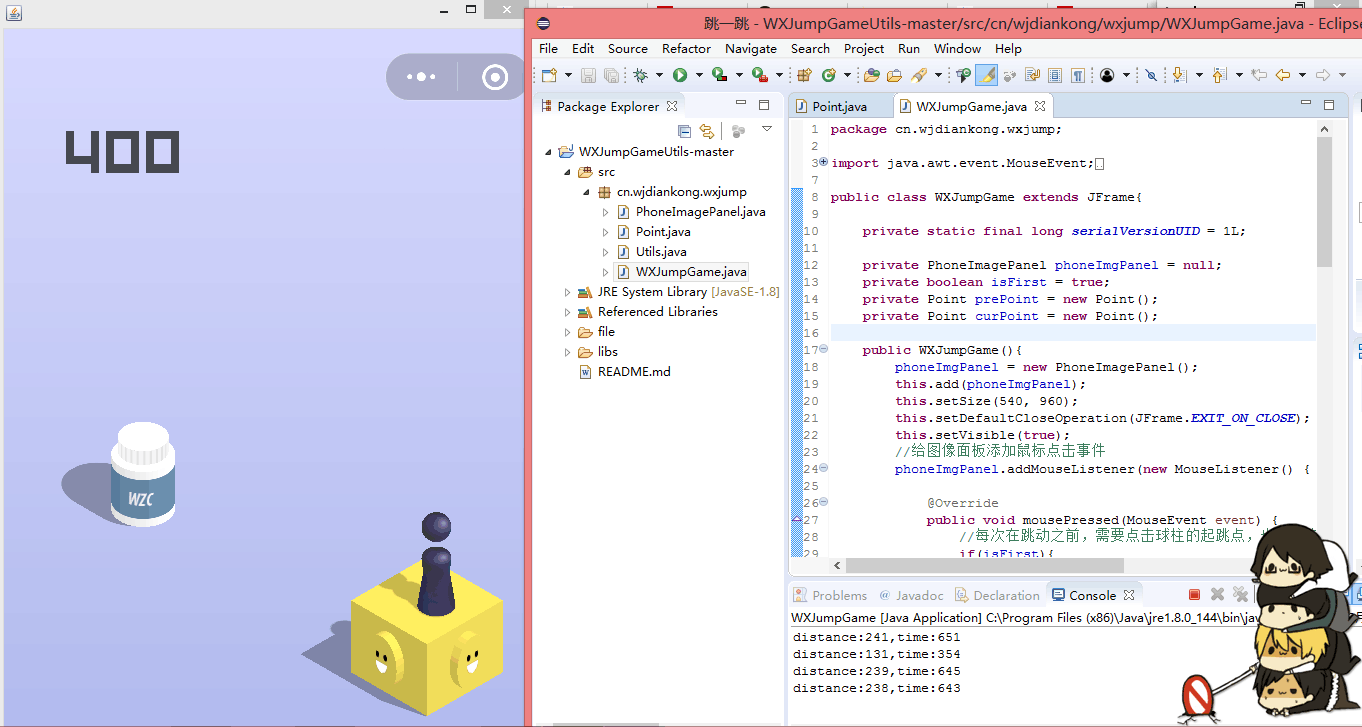 400
WZC
跳一跳 - WXJumpGameUtils-master/src/cn/wjdiankong/wxjump/WXJumpGame.java - Eclipse
File Edit Source Refactor Navigate Search Project Run Window Help
Package Explorer
WXJumpGameUtils-master
src
cn.wjdiankong.wxjump
PhoneImagePanel.java
Point.java
Utils.java
WXJumpGame.java
JRE System Library [JavaSE-1.8]
Referenced Libraries
file
libs
README.md
Point.java WXJumpGame.java
1 package cn.wjdiankong.wxjump;
2
3 import java.awt.event.MouseEvent;
7
8 public class WXJumpGame extends JFrame{
9
10 private static final long serialVersionUID = 1L;
11
12 private PhoneImagePanel phoneImgPanel = null;
13 private boolean isFirst = true;
14 private Point prePoint = new Point();
15 private Point curPoint = new Point();
16
17 public WXJumpGame(){
18 phoneImgPanel = new PhoneImagePanel();
19 this.add(phoneImgPanel);
20 this.setSize(540, 960);
21 this.setDefaultCloseOperation(JFrame.EXIT_ON_CLOSE);
22 this.setVisible(true);
23 //给图像面板添加鼠标点击事件
24 phoneImgPanel.addMouseListener(new MouseListener() {
25
26 @Override
27 public void mousePressed(MouseEvent event) {
28 //每次在跳动之前，需要点击球柱的起跳点，
29 if(isFirst){
Problems Javadoc Declaration Console
WXJumpGame [Java Application] C:\Program Files (x86)\Java\jre1.8.0_144\bin\jav
distance:241,time:651
distance:131,time:354
distance:239,time:645
distance:238,time:643